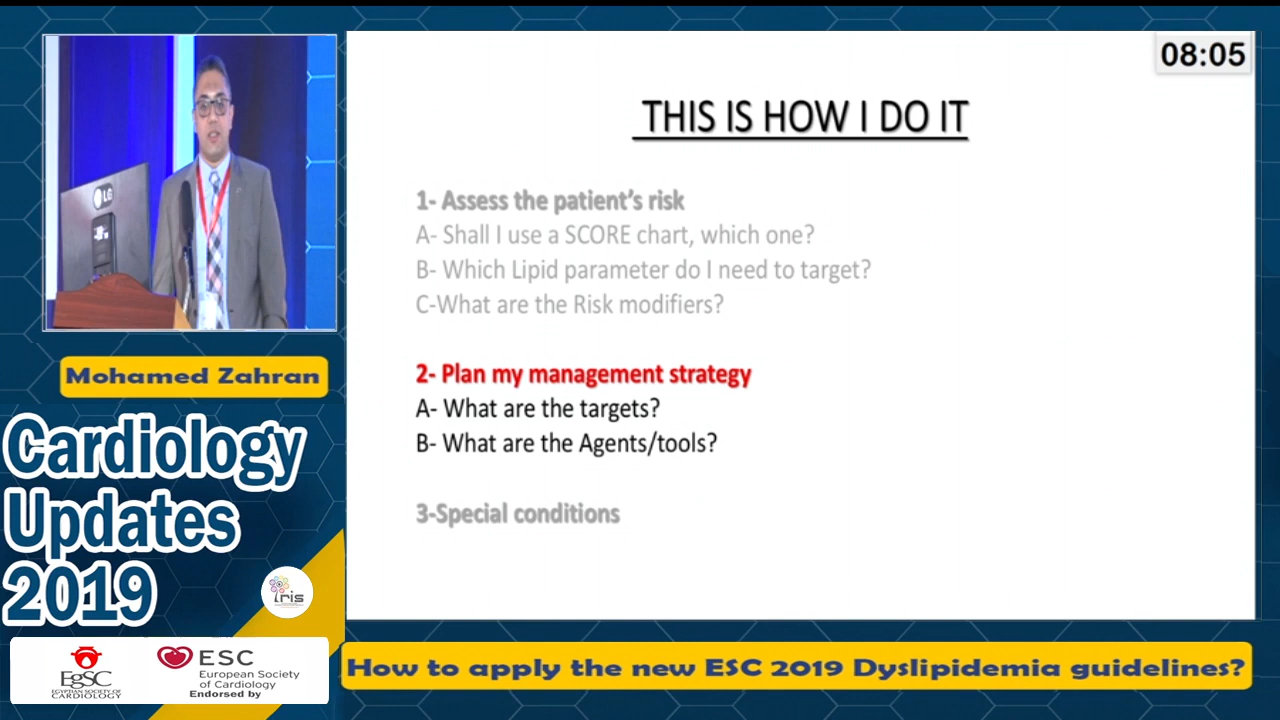 08:05
THIS IS HOW I DO IT
1- Assess the patient's risk
A- Shall I use a SCORE chart, which one?
B- Which Lipid parameter do I need to target?
C-What are the Risk modifiers?
2- Plan my management strategy
A- What are the targets?
B- What are the Agents/tools?
3-Special conditions
LG
Mohamed Zahran
Cardiology
Updates
2019
iris
EgSC
EGYPTIAN SOCIETY OF
CARDIOLOGY
ESC
European Society
of Cardiology
Endorsed by
How to apply the new ESC 2019 Dyslipidemia guidelines?